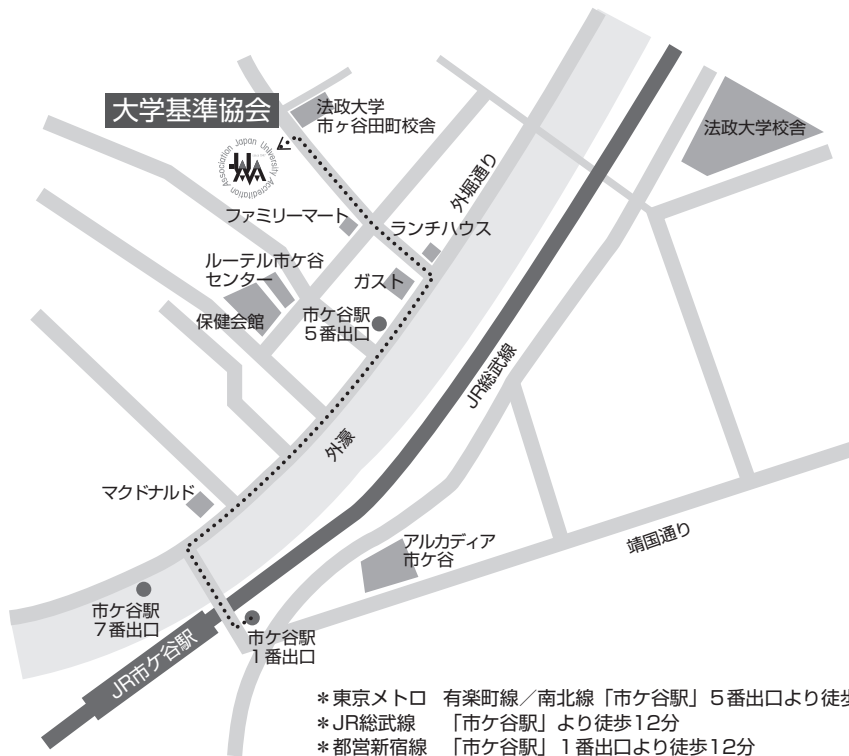 大学基準協会
法政大学
市ヶ谷田町校舎
法政大学校舎
Japan University Accreditation Association
外堀通り
ファミリーマート
ランチハウス
ルーテル市ケ谷
センター
ガスト
保健会館
市ケ谷駅
5番出口
JR総武線
外濠
マクドナルド
アルカディア
市ケ谷
靖国通り
市ケ谷駅
7番出口
市ケ谷駅
1番出口
JR市ケ谷駅
＊東京メトロ 有楽町線／南北線「市ケ谷駅」5番出口より徒歩
＊JR総武線 「市ケ谷駅」より徒歩12分
＊都営新宿線 「市ケ谷駅」1番出口より徒歩12分